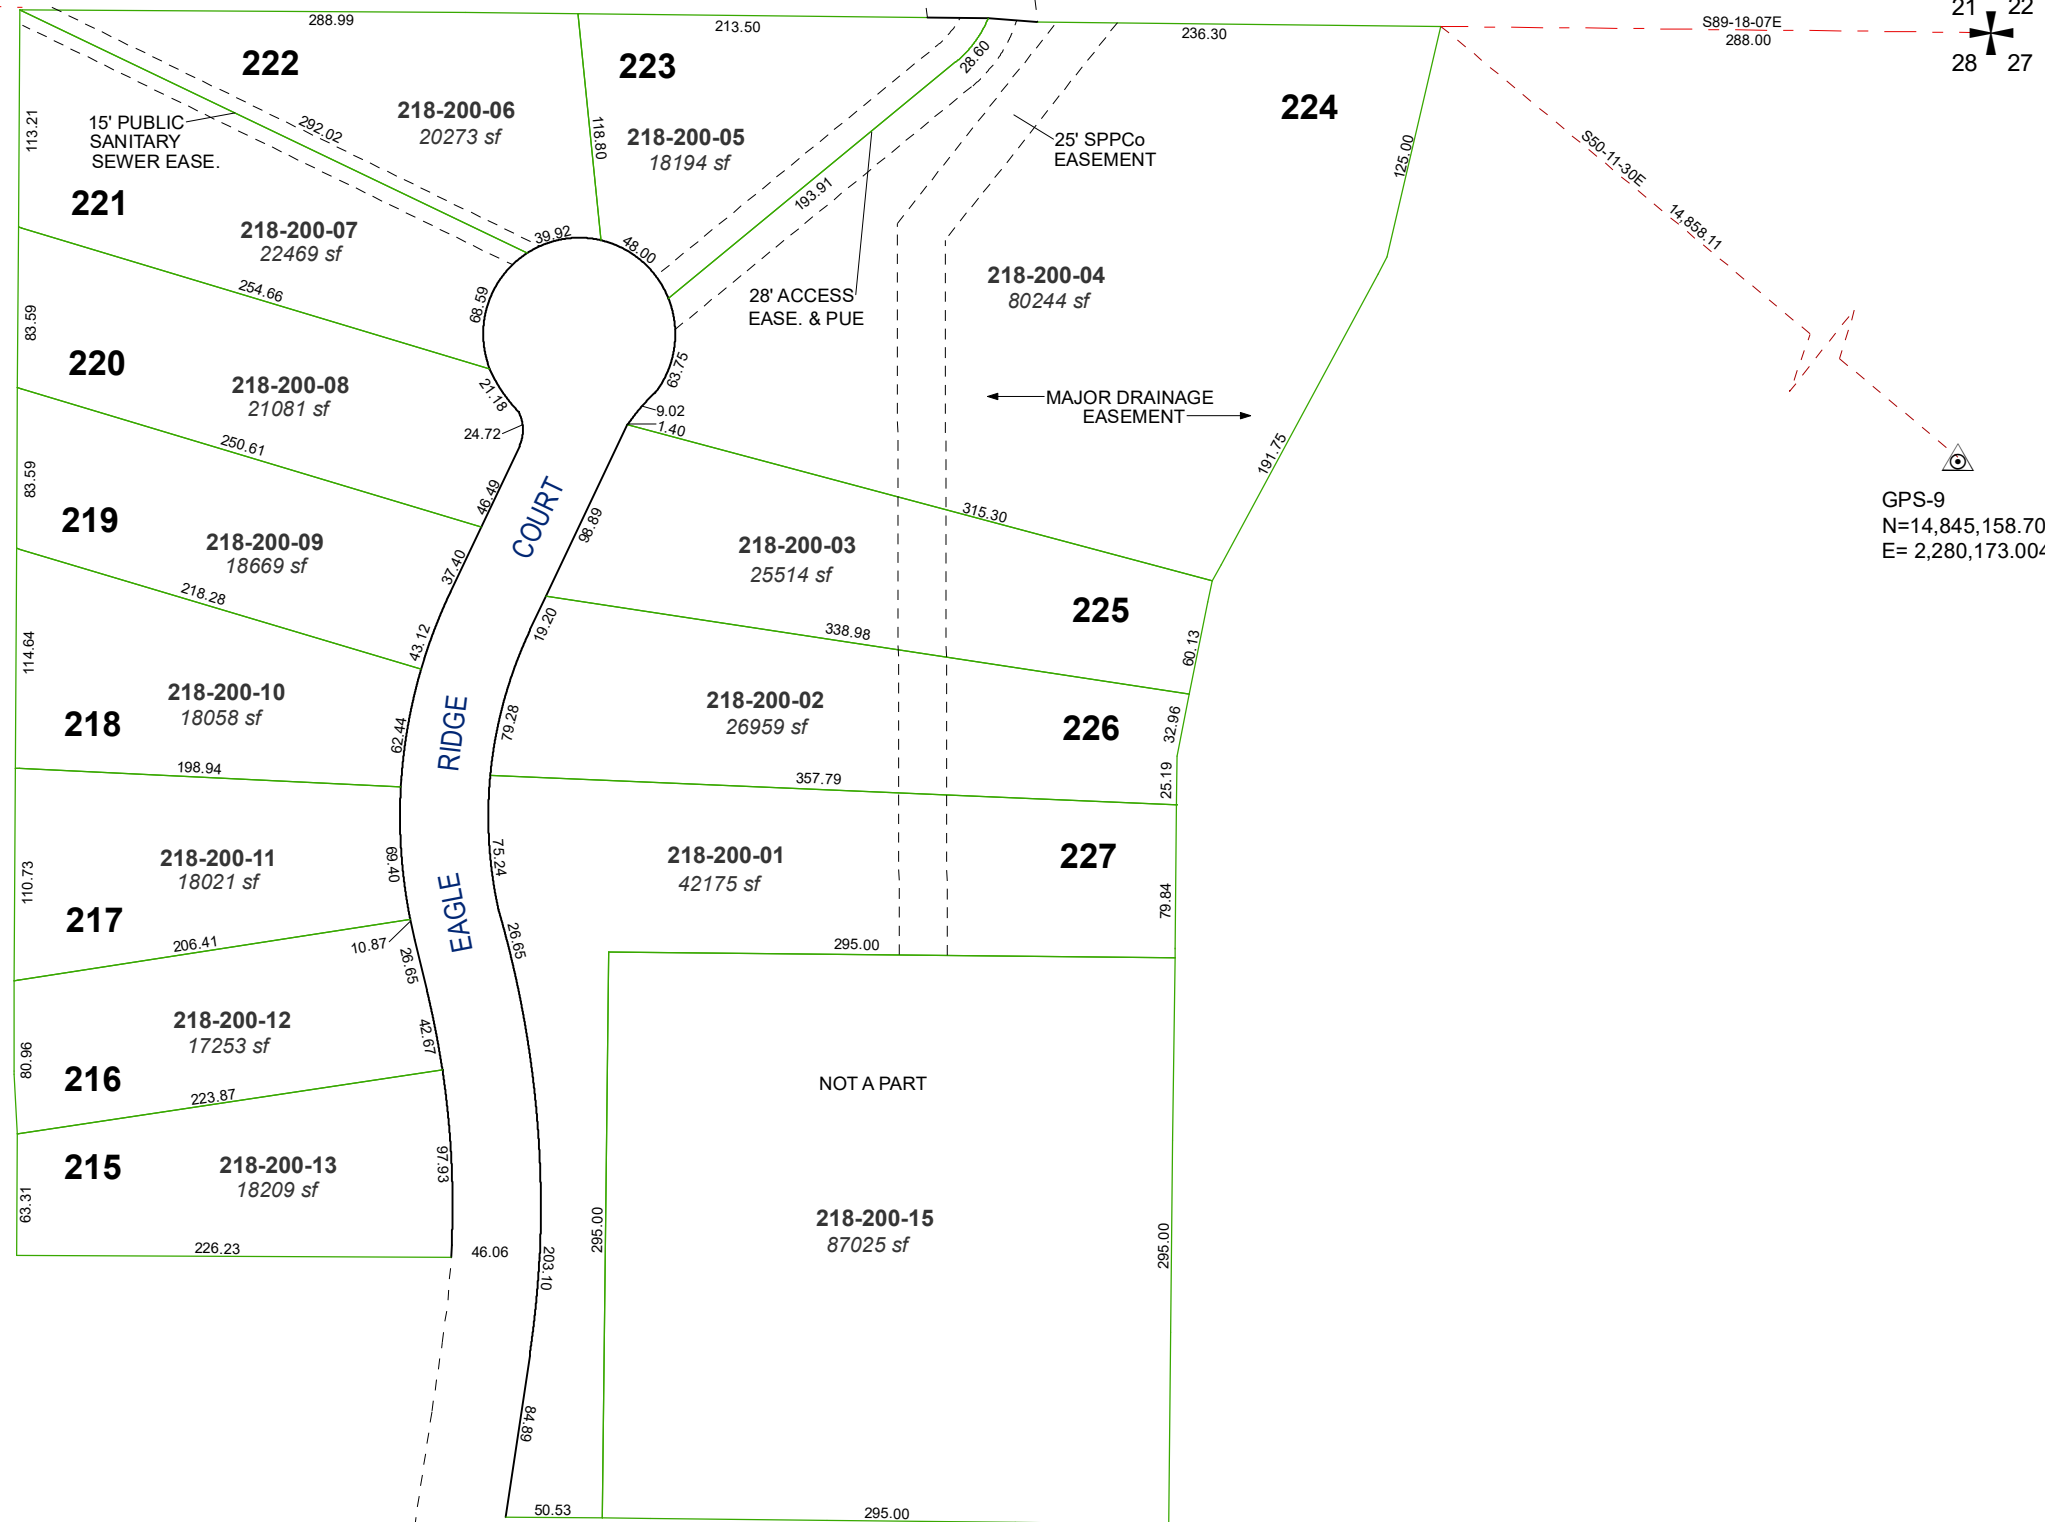 288.99
213.50
236.30
S89-18-07E
288.00
21 22
28 27
222
223
224
28.60
113.21
15' PUBLIC
SANITARY
SEWER EASE.
292.02
218-200-06
20273 sf
118.80
218-200-05
18194 sf
25' SPPCo
EASEMENT
125.00
S50-11-30E
14,858.11
221
218-200-07
22469 sf
39.92
48.00
193.91
28' ACCESS
EASE. & PUE
218-200-04
80244 sf
254.66
68.59
83.59
220
218-200-08
21081 sf
21.18
24.72
63.75
9.02
1.40
MAJOR DRAINAGE
EASEMENT
191.75
GPS-9
N=14,845,158.70
E= 2,280,173.004
250.61
83.59
46.49
COURT
98.89
315.30
219
218-200-09
18669 sf
37.40
218-200-03
25514 sf
225
218.28
43.12
19.20
338.98
60.13
114.64
218-200-10
18058 sf
218
62.44
RIDGE
79.28
218-200-02
26959 sf
226
32.96
198.94
357.79
25.19
110.73
218-200-11
18021 sf
69.40
EAGLE
75.24
218-200-01
42175 sf
227
79.84
217
206.41
10.87
26.65
26.65
295.00
80.96
218-200-12
17253 sf
42.67
216
223.87
NOT A PART
215
218-200-13
18209 sf
97.93
63.31
226.23
46.06
203.10
295.00
218-200-15
87025 sf
295.00
84.89
50.53
295.00